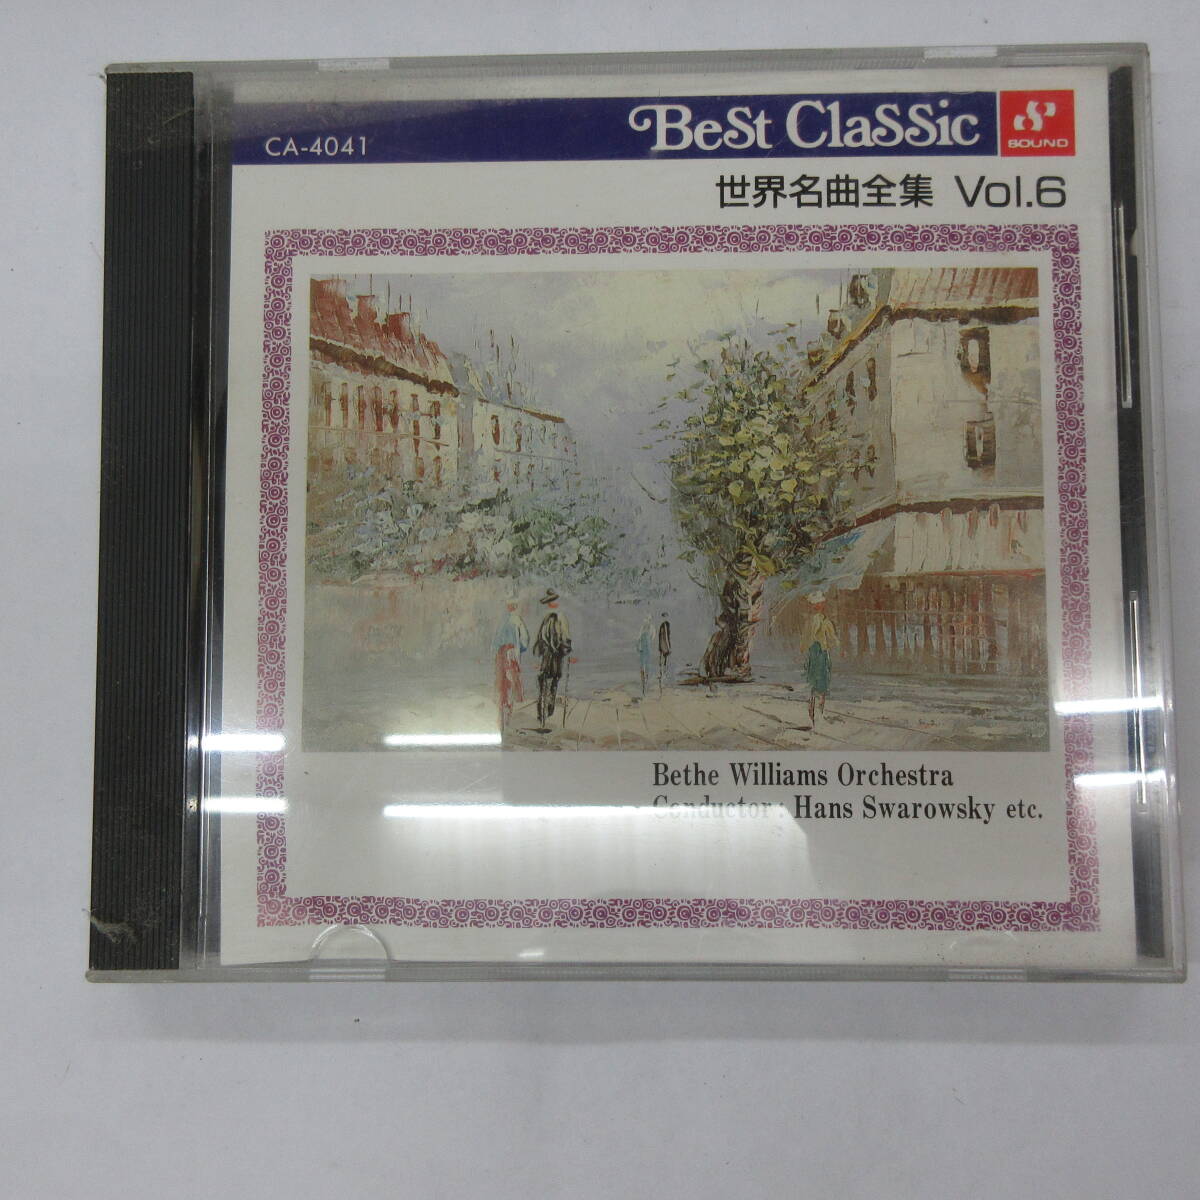 CA-4041
BeSt ClaSSic
SOUND
世界名曲全集 Vol.6
Bethe Williams Orchestra
Conductor: Hans Swarowsky etc.